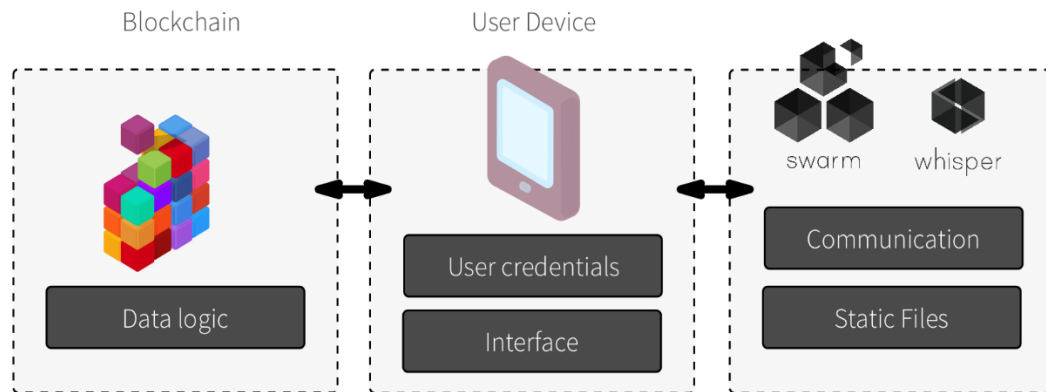 Blockchain
User Device
swarm
whisper
Data logic
User credentials
Interface
Communication
Static Files